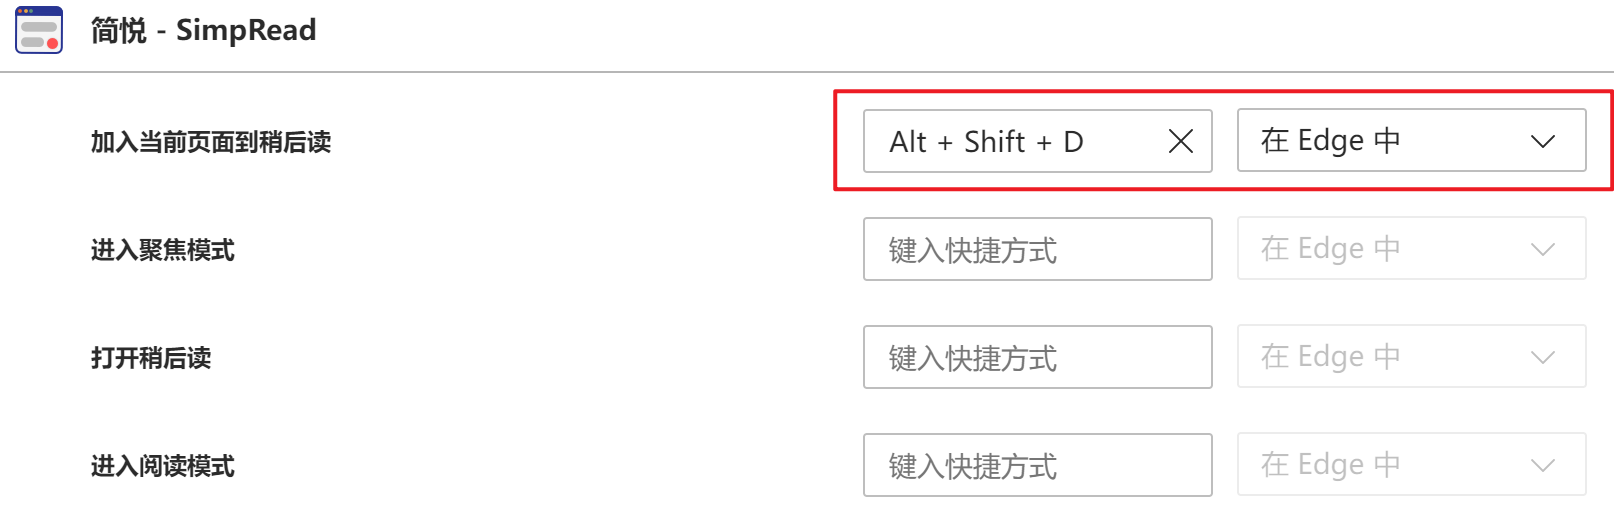 简悦 - SimpRead
加入当前页面到稍后读 Alt + Shift + D 在 Edge 中
进入聚焦模式 键入快捷方式 在 Edge 中
打开稍后读 键入快捷方式 在 Edge 中
进入阅读模式 键入快捷方式 在 Edge 中